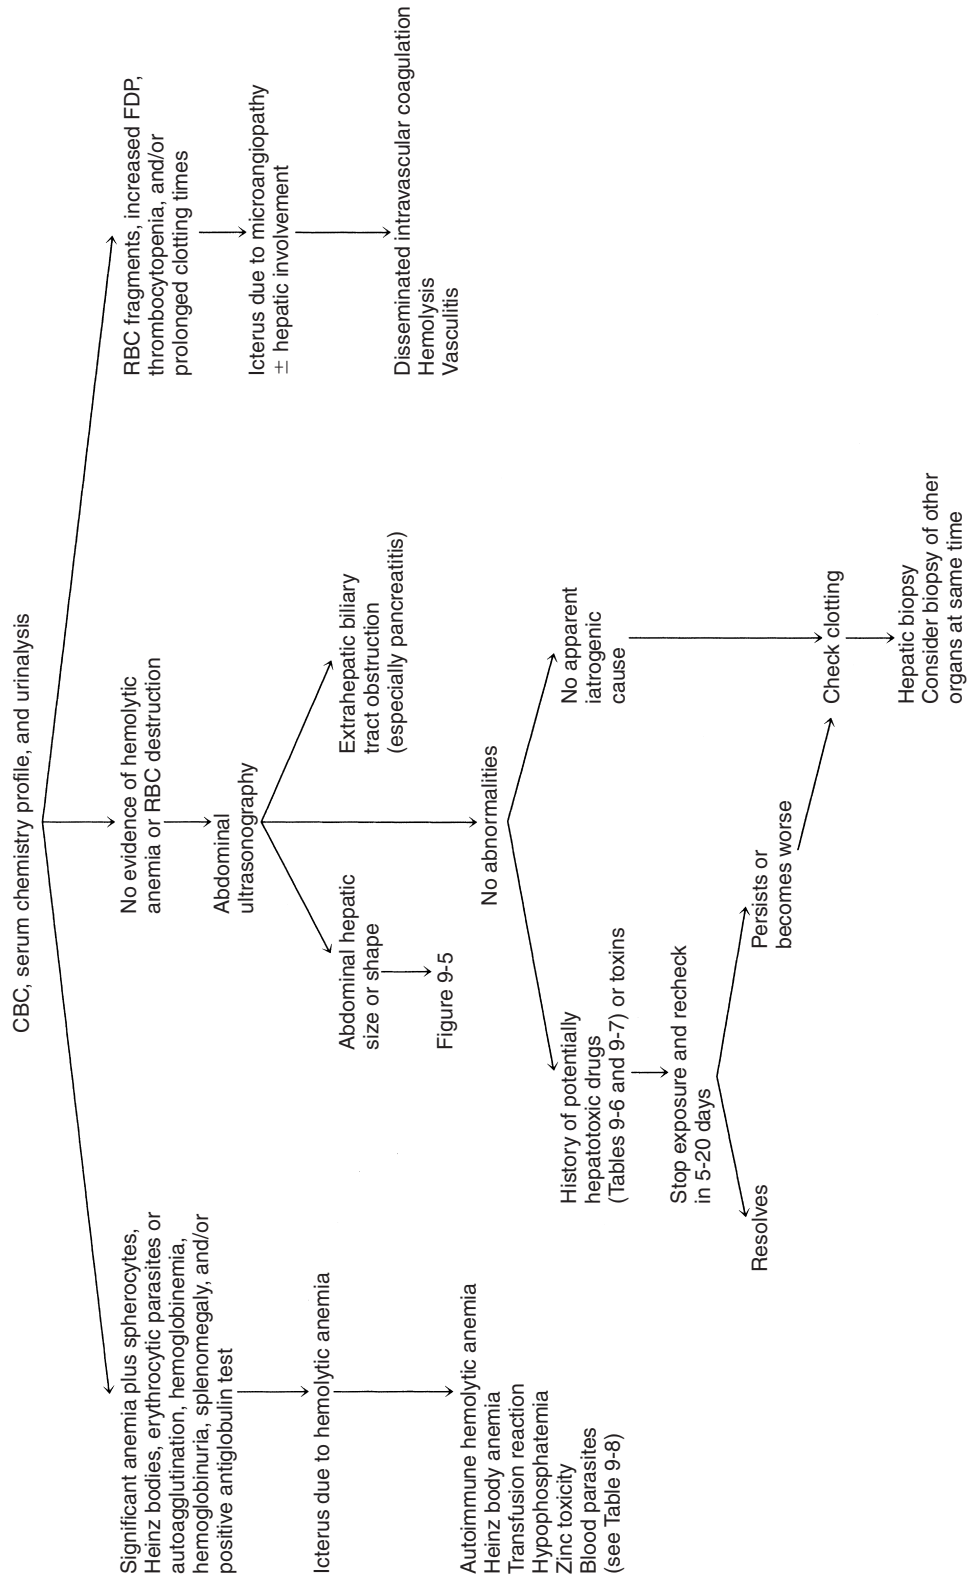 CBC, serum chemistry profile, and urinalysis
Significant anemia plus spherocytes,
Heinz bodies, erythrocytic parasites or
autoagglutination, hemoglobinemia,
hemoglobinuria, splenomegaly, and/or
positive antiglobulin test
Icterus due to hemolytic anemia
Autoimmune hemolytic anemia
Heinz body anemia
Transfusion reaction
Hypophosphatemia
Zinc toxicity
Blood parasites
(see Table 9-8)
No evidence of hemolytic
anemia or RBC destruction
Abdominal
ultrasonography
Abdominal hepatic
size or shape
Figure 9-5
Extrahepatic biliary
tract obstruction
(especially pancreatitis)
No abnormalities
History of potentially
hepatotoxic drugs
(Tables 9-6 and 9-7) or toxins
Stop exposure and recheck
in 5-20 days
Resolves
Persists or
becomes worse
No apparent
iatrogenic
cause
Check clotting
Hepatic biopsy
Consider biopsy of other
organs at same time
RBC fragments, increased FDP,
thrombocytopenia, and/or
prolonged clotting times
Icterus due to microangiopathy
± hepatic involvement
Disseminated intravascular coagulation
Hemolysis
Vasculitis